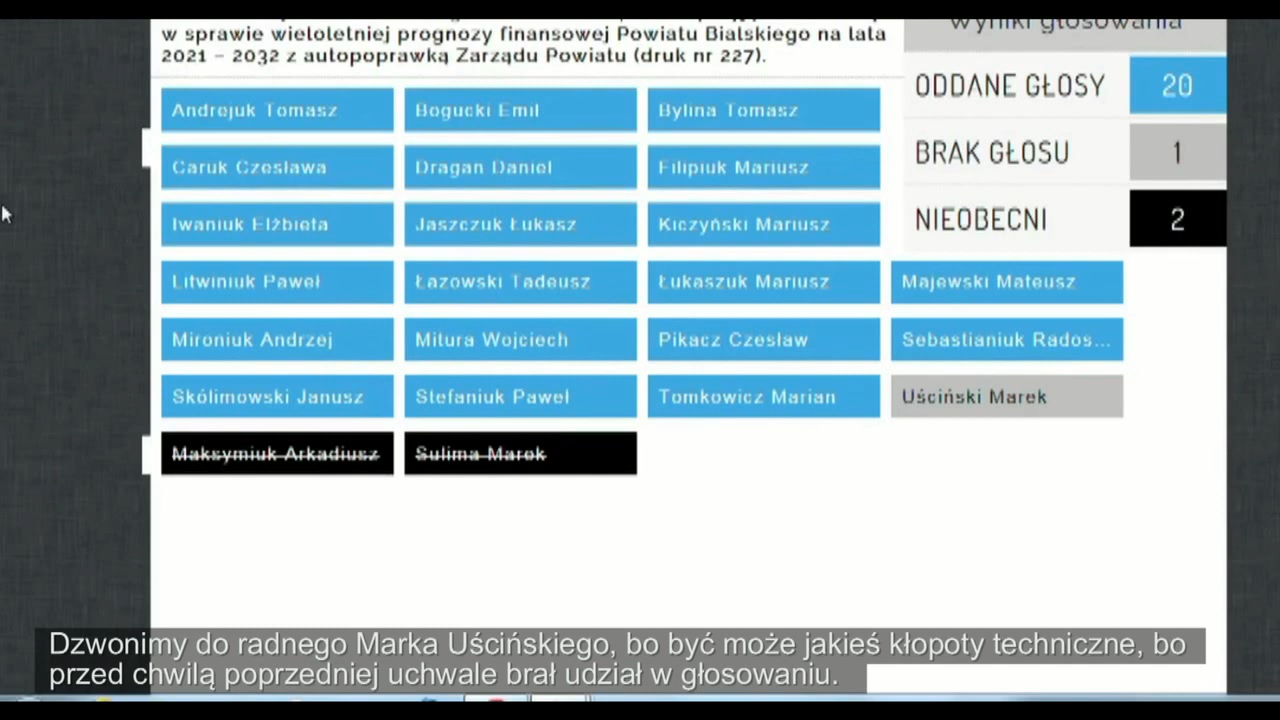 w sprawie wieloletniej prognozy finansowej Powiatu Bialskiego na lata
2021 – 2032 z autopoprawką Zarządu Powiatu (druk nr 227).
wyniki głosowania
ODDANE GŁOSY 20
BRAK GŁOSU 1
NIEOBECNI 2
Andrejuk Tomasz Bogucki Emil Bylina Tomasz
Caruk Czesława Dragan Daniel Filipiuk Mariusz
Iwaniuk Elżbieta Jaszczuk Łukasz Kiczyński Mariusz
Litwiniuk Paweł Łazowski Tadeusz Łukaszuk Mariusz Majewski Mateusz
Mironiuk Andrzej Mitura Wojciech Pikacz Czesław Sebastianiuk Rados...
Skólimowski Janusz Stefaniuk Paweł Tomkowicz Marian Uściński Marek
Maksymiuk Arkadiusz Sulima Marek
Dzwonimy do radnego Marka Uścińskiego, bo być może jakieś kłopoty techniczne, bo
przed chwilą poprzedniej uchwale brał udział w głosowaniu.